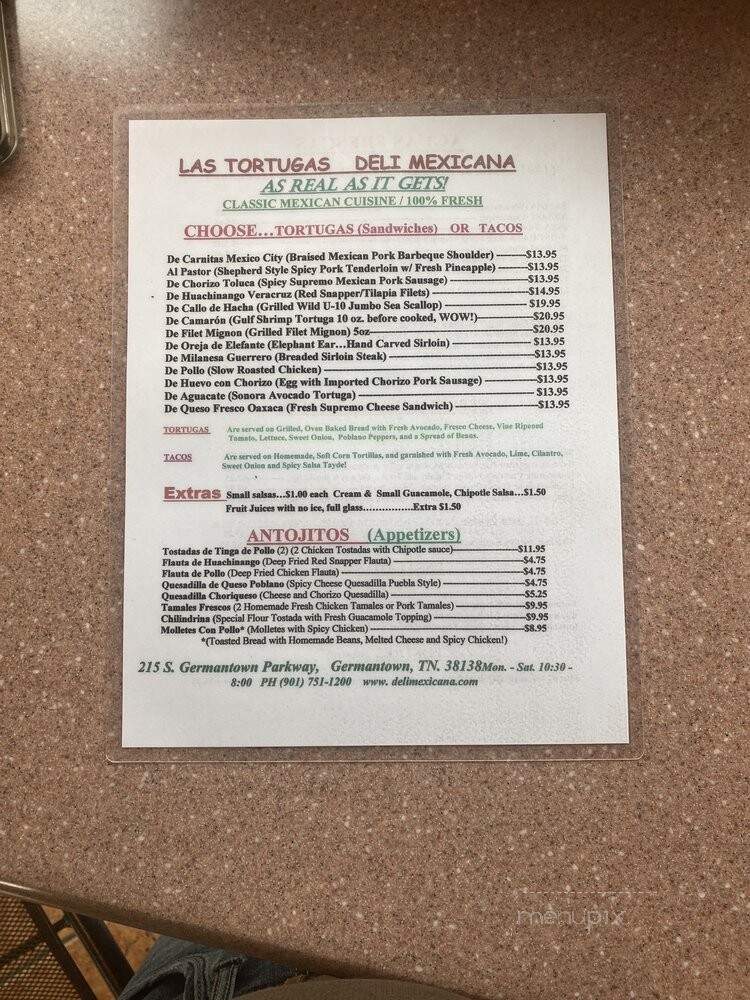 LAS TORTUGAS DELI MEXICANA
AS REAL AS IT GETS!
CLASSIC MEXICAN CUISINE / 100% FRESH
CHOOSE...TORTUGAS (Sandwiches) OR TACOS
De Carnitas Mexico City (Braised Mexican Pork Barbeque Shoulder) ———-$13.95
Al Pastor (Shepherd Style Spicy Pork Tenderloin w/ Fresh Pineapple) ———-$13.95
De Chorizo Toluca (Spicy Supremo Mexican Pork Sausage) ———$13.95
De Huachinango Veracruz (Red Snapper/Tilapia Filets) ———$14.95
De Callo de Hacha (Grilled Wild U-10 Jumbo Sea Scallop) ——— $19.95
De Camarón (Gulf Shrimp Tortuga 10 oz. before cooked, WOW!)———-$20.95
De Filet Mignon (Grilled Filet Mignon) 5oz———-$20.95
De Oreja de Elefante (Elephant Ear...Hand Carved Sirloin) ——— $13.95
De Milanesa Guerrero (Breaded Sirloin Steak) ———$13.95
De Pollo (Slow Roasted Chicken) ———$13.95
De Huevo con Chorizo (Egg with Imported Chorizo Pork Sausage) ———-$13.95
De Aguacate (Sonora Avocado Tortuga) ——— $13.95
De Queso Fresco Oaxaca (Fresh Supremo Cheese Sandwich) ———-$13.95
TORTUGAS Are served on Grilled, Oven Baked Bread with Fresh Avocado, Fresco Cheese, Vine Ripened
Tomato, Lettuce, Sweet Onion, Poblano Peppers, and a Spread of Beans.
TACOS Are served on Homemade, Soft Corn Tortillas, and garnished with Fresh Avocado, Lime, Cilantro,
Sweet Onion and Spicy Salsa Tayde!
Extras Small salsas...$1.00 each Cream & Small Guacamole, Chipotle Salsa...$1.50
Fruit Juices with no ice, full glass.................Extra $1.50
ANTOJITOS (Appetizers)
Tostadas de Tinga de Pollo (2) (2 Chicken Tostadas with Chipotle sauce)———-$11.95
Flauta de Huachinango (Deep Fried Red Snapper Flauta) ———-$4.75
Flauta de Pollo (Deep Fried Chicken Flauta) ———-$4.75
Quesadilla de Queso Poblano (Spicy Cheese Quesadilla Puebla Style) ———-$4.75
Quesadilla Choriqueso (Cheese and Chorizo Quesadilla) ———-$5.25
Tamales Frescos (2 Homemade Fresh Chicken Tamales or Pork Tamales) ———-$9.95
Chilindrina (Special Flour Tostada with Fresh Guacamole Topping) ———-$9.95
Molletes Con Pollo* (Molletes with Spicy Chicken) ———-$8.95
*(Toasted Bread with Homemade Beans, Melted Cheese and Spicy Chicken!)
215 S. Germantown Parkway, Germantown, TN. 38138Mon. - Sat. 10:30 -
8:00 PH (901) 751-1200 www. delimexicana.com
menupix